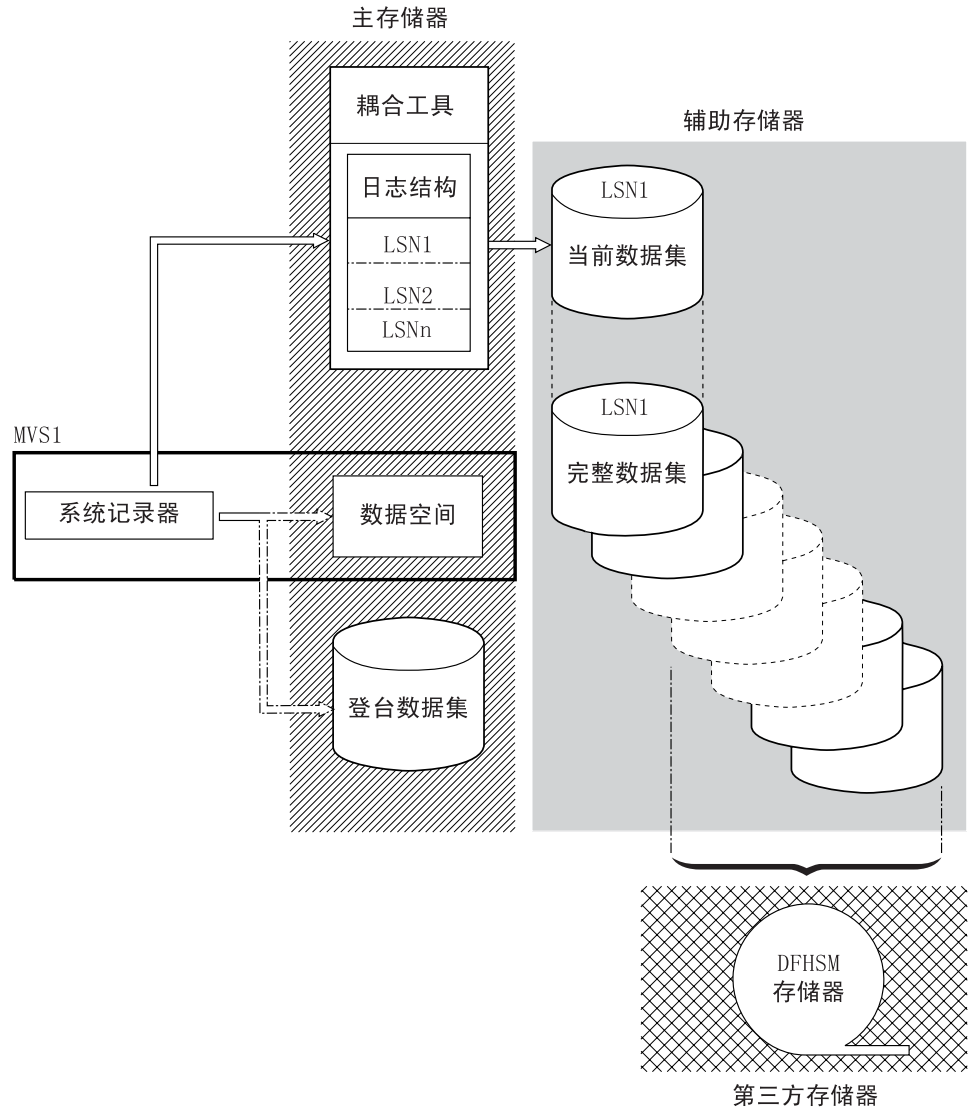 主存储器
耦合工具
日志结构
LSN1
LSN2
LSNn
辅助存储器
LSN1
当前数据集
LSN1
完整数据集
MVS1
系统记录器
数据空间
登台数据集
DFHSM
存储器
第三方存储器